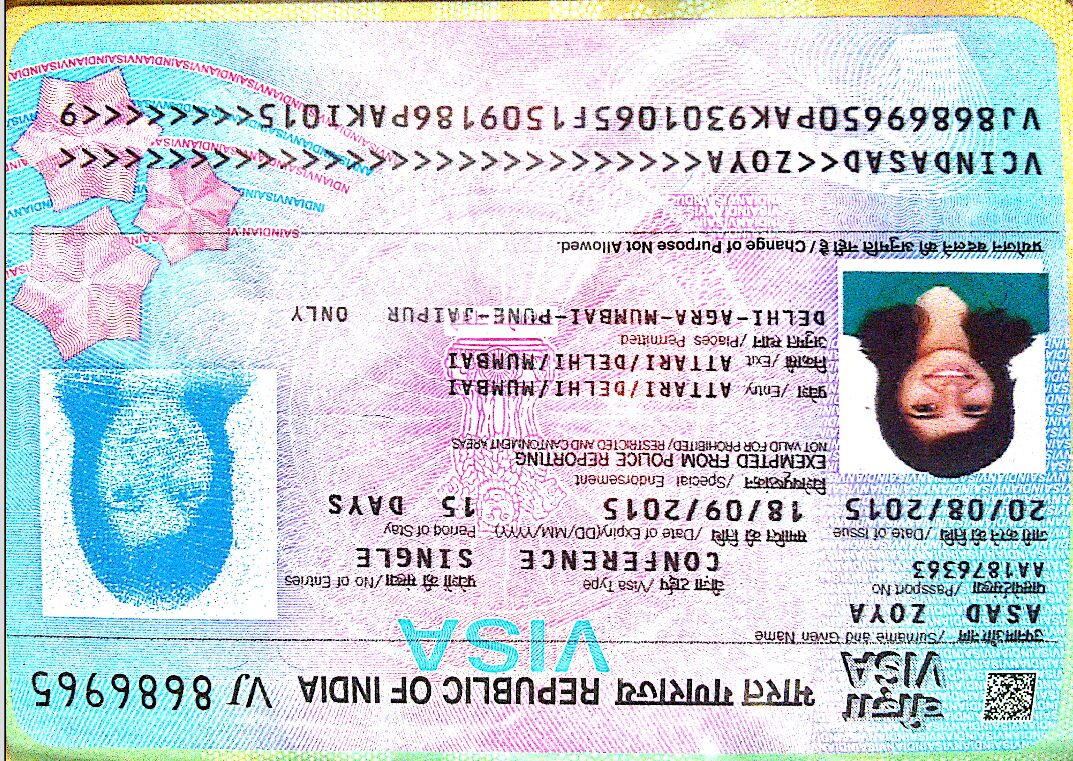 वीज़ा
VISA
भारत गणराज्य REPUBLIC OF INDIA VJ 8686965
VISA
उपनाम और नाम /Surname and Given Name
ASAD ZOYA
पासपोर्ट संख्या /Passport No
AA1876363
वीज़ा टाईप /Visa Type प्रवेशों की संख्या/No of Entries
CONFERENCE SINGLE
जारी करने की तिथि /Date of Issue समाप्ति की तिथि /Date of Expiry(DD/MM/YYYY) Period of Stay
20/08/2015 18/09/2015 15 DAYS
विशेषपृष्ठांकन /Special Endorsement
EXEMPTED FROM POLICE REPORTING
NOT VALID FOR PROHIBITED/ RESTRICTED AND CANTONMENT AREAS
प्रवेश /Entry ATTARI/DELHI/MUMBAI
निकासी /Exit ATTARI/DELHI/MUMBAI
अनुमत स्थान /Places Permitted
DELHI-AGRA-MUMBAI-PUNE-JAIPUR ONLY
प्रयोजन बदलने की अनुमति नहीं है / Change of Purpose Not Allowed.
VCINDASAD<<ZOYA<<<<<<<<<<<<<<<<<<<<<<<<<<<<<
VJ86869650PAK9301065F1509186PAKIQ15<<<<<<<<9